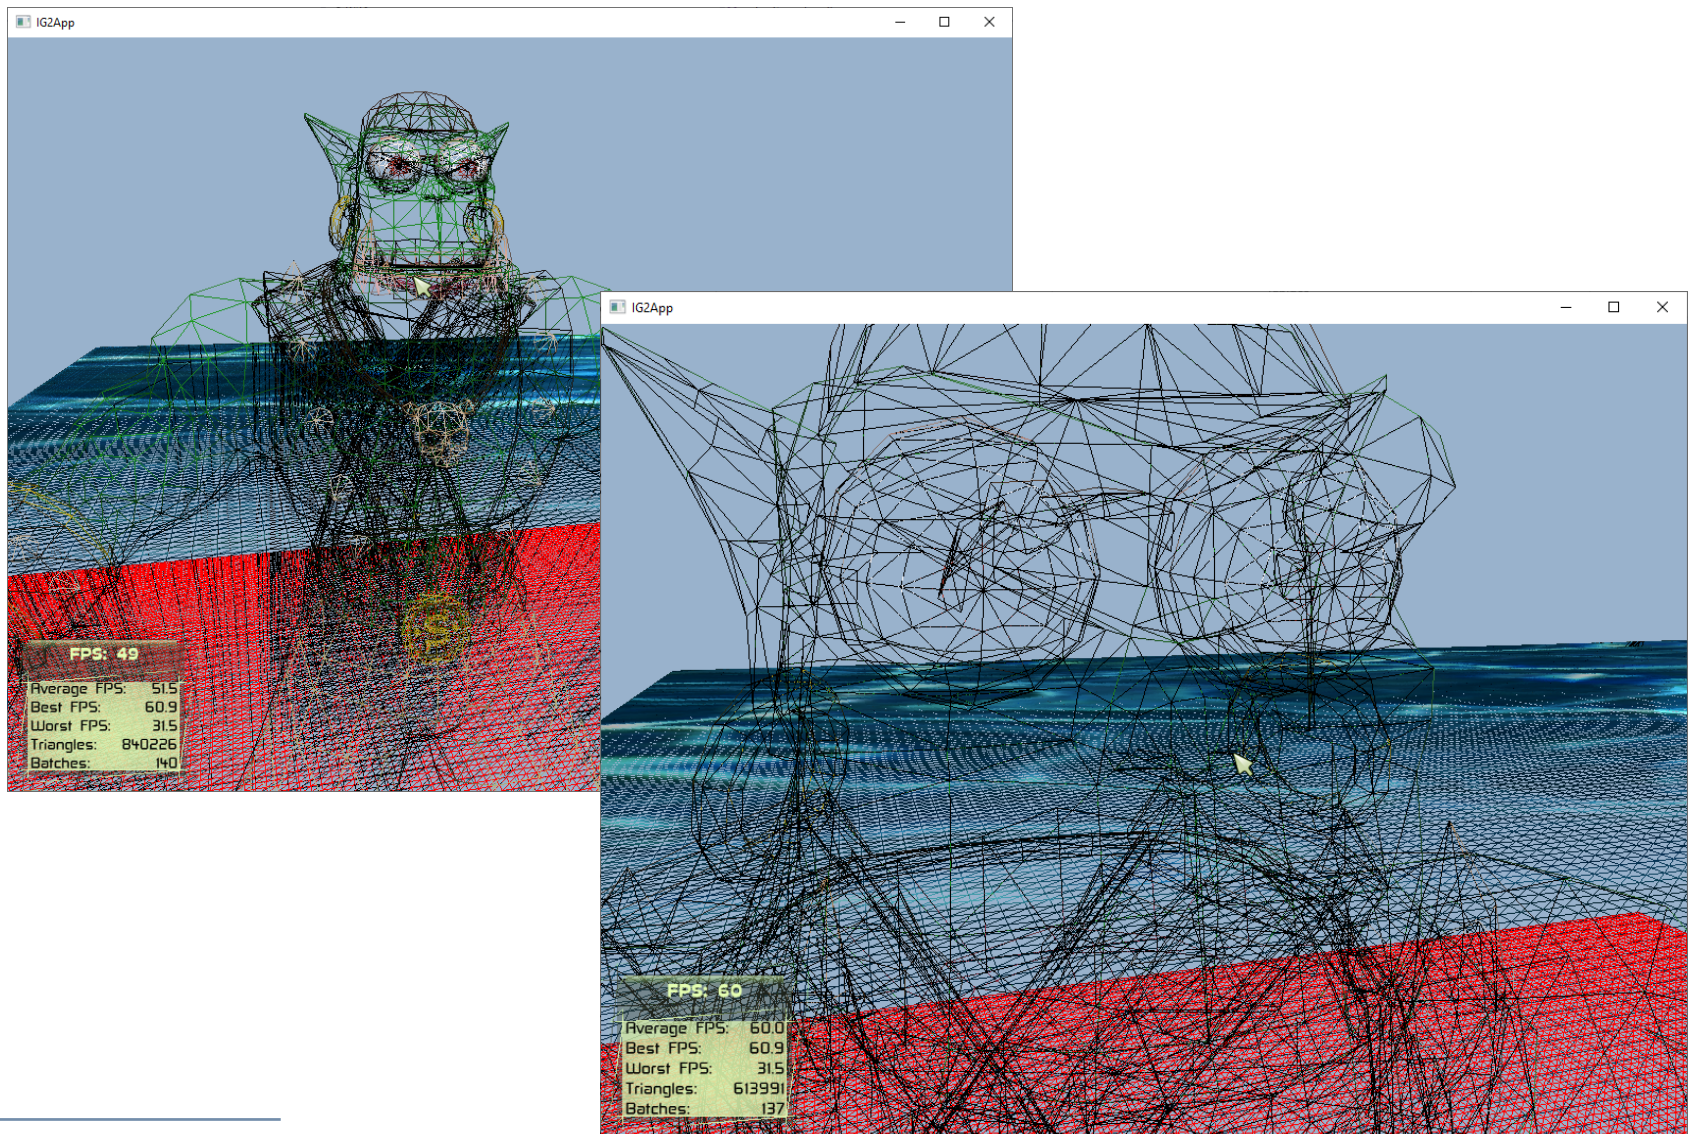 IG2App
FPS: 49
Average FPS: 51.5
Best FPS: 60.9
Worst FPS: 31.5
Triangles: 840226
Batches: 140
IG2App
FPS: 60
Average FPS: 60.0
Best FPS: 60.9
Worst FPS: 31.5
Triangles: 613991
Batches: 137